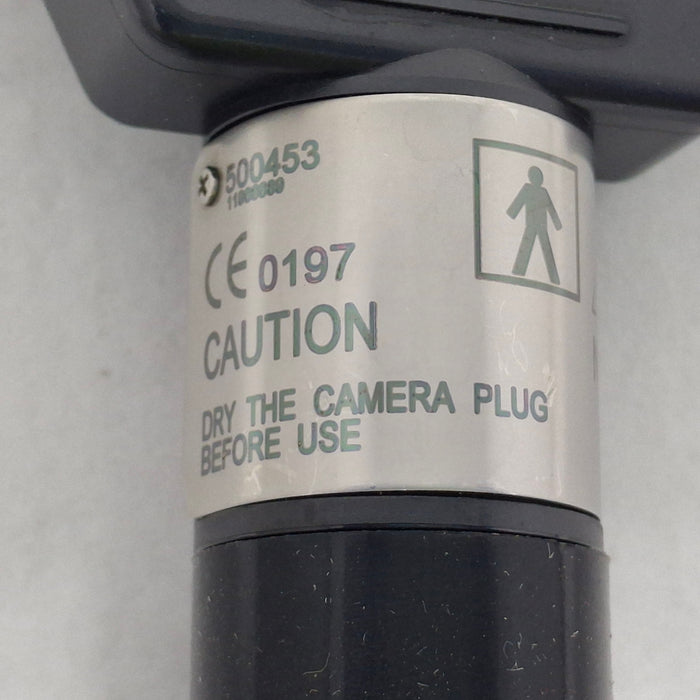 500453
CE 0197
CAUTION
DRY THE CAMERA PLUG
BEFORE USE